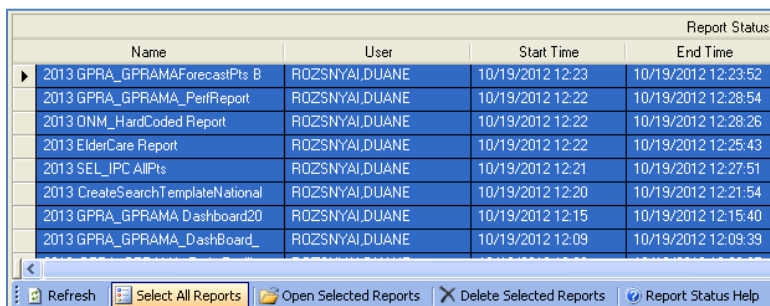 Report Status
Name User Start Time End Time
2013 GPRA_GPRAMAForecastPts B ROZSNYAI,DUANE 10/19/2012 12:23 10/19/2012 12:23:52
2013 GPRA_GPRAMA_PerfReport ROZSNYAI,DUANE 10/19/2012 12:22 10/19/2012 12:28:54
2013 ONM_HardCoded Report ROZSNYAI,DUANE 10/19/2012 12:22 10/19/2012 12:28:26
2013 ElderCare Report ROZSNYAI,DUANE 10/19/2012 12:22 10/19/2012 12:25:43
2013 SEL_IPC AllPts ROZSNYAI,DUANE 10/19/2012 12:21 10/19/2012 12:27:51
2013 CreateSearchTemplateNational ROZSNYAI,DUANE 10/19/2012 12:20 10/19/2012 12:21:54
2013 GPRA_GPRAMA Dashboard20 ROZSNYAI,DUANE 10/19/2012 12:15 10/19/2012 12:15:40
2013 GPRA_GPRAMA_DashBoard_ ROZSNYAI,DUANE 10/19/2012 12:09 10/19/2012 12:09:39
Refresh Select All Reports Open Selected Reports Delete Selected Reports Report Status Help